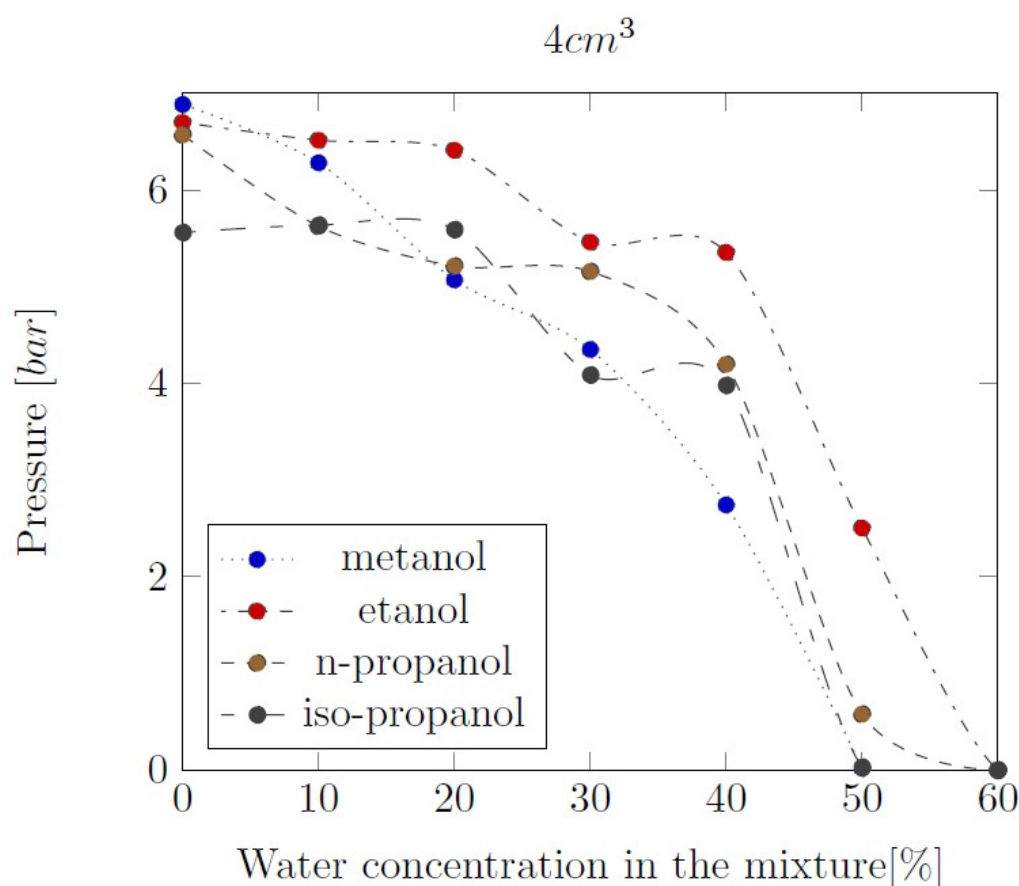 4cm³
6
4
2
0
Pressure [bar]
metanol
etanol
n-propanol
iso-propanol
0 10 20 30 40 50 60
Water concentration in the mixture[%]